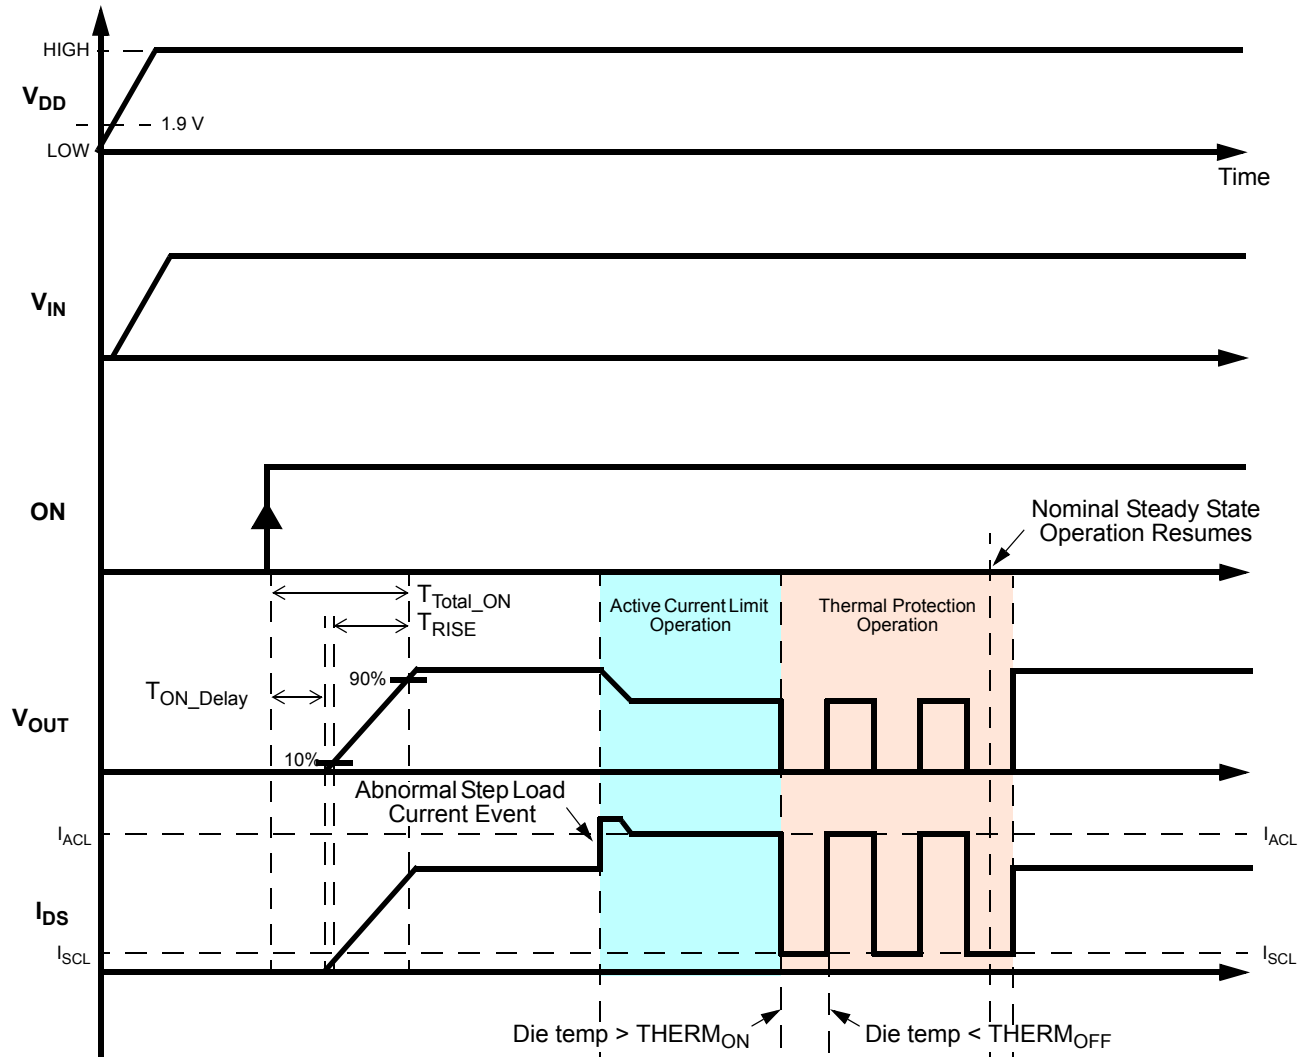 HIGH
VDD
1.9 V
LOW
Time
VIN
ON
Nominal Steady State
Operation Resumes
TTotal_ON
TRISE
Active Current Limit
Operation
Thermal Protection
Operation
90%
TON_Delay
VOUT
10%
Abnormal Step Load
Current Event
IACL
IACL
IDS
ISCL
ISCL
Die temp > THERMON
Die temp < THERMOFF